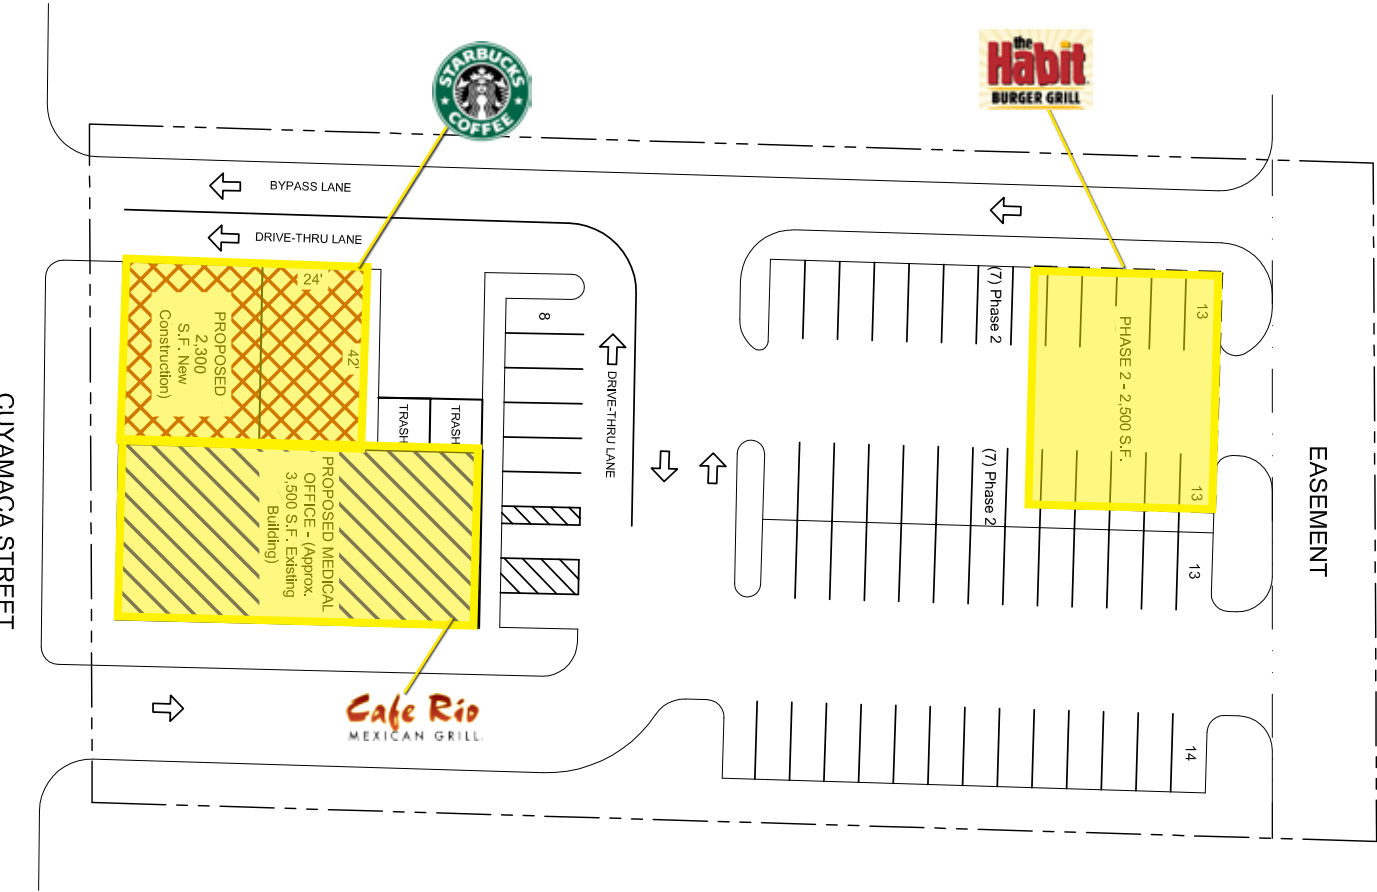 STARBUCKS
COFFEE
the
Habit
BURGER GRILL
BYPASS LANE
DRIVE-THRU LANE
24'
42'
PROPOSED
2,300
S.F. New
Construction)
TRASH
TRASH
8
DRIVE-THRU LANE
(7) Phase 2
13
PHASE 2 - 2,500 S.F.
(7) Phase 2
13
13
14
EASEMENT
PROPOSED MEDICAL
OFFICE - (Approx.
3,500 S.F. Existing
Building)
Cafe Rio
MEXICAN GRILL
CUYAMACA STREET